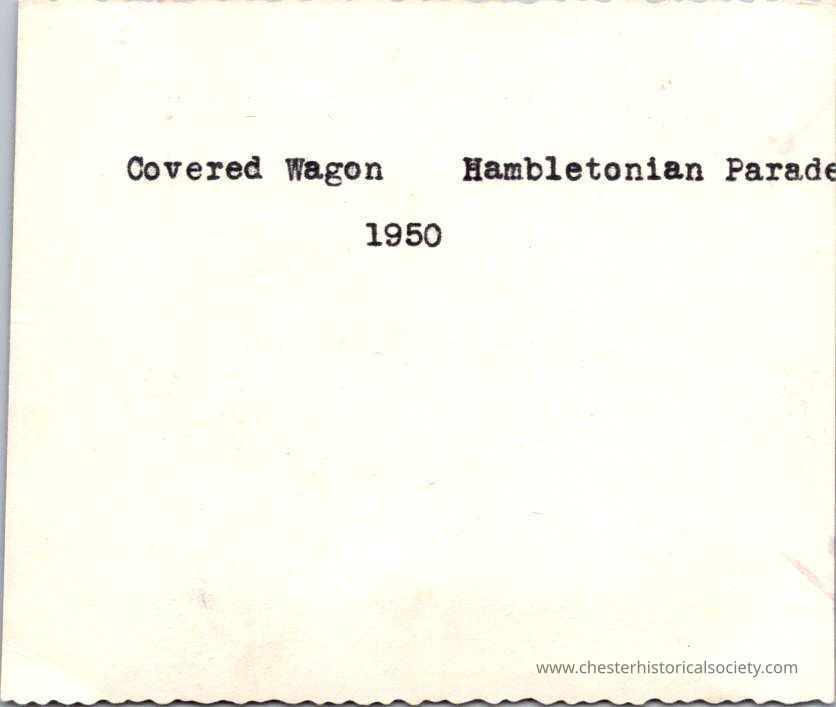 Covered Wagon Hambletonian Parade
1950
www.chesterhistoricalsociety.com